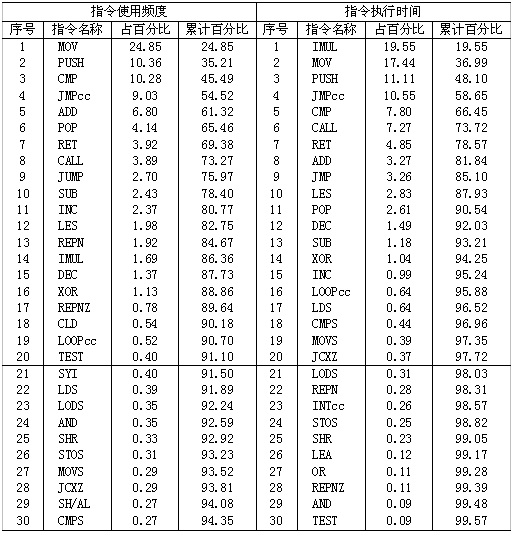 指令使用频度 指令执行时间
序号 指令名称 占百分比 累计百分比 序号 指令名称 占百分比 累计百分比
1 MOV 24.85 24.85 1 IMUL 19.55 19.55
2 PUSH 10.36 35.21 2 MOV 17.44 36.99
3 CMP 10.28 45.49 3 PUSH 11.11 48.10
4 JMPcc 9.03 54.52 4 JMPcc 10.55 58.65
5 ADD 6.80 61.32 5 CMP 7.80 66.45
6 POP 4.14 65.46 6 CALL 7.27 73.72
7 RET 3.92 69.38 7 RET 4.85 78.57
8 CALL 3.89 73.27 8 ADD 3.27 81.84
9 JUMP 2.70 75.97 9 JMP 3.26 85.10
10 SUB 2.43 78.40 10 LES 2.83 87.93
11 INC 2.37 80.77 11 POP 2.61 90.54
12 LES 1.98 82.75 12 DEC 1.49 92.03
13 REPN 1.92 84.67 13 SUB 1.18 93.21
14 IMUL 1.69 86.36 14 XOR 1.04 94.25
15 DEC 1.37 87.73 15 INC 0.99 95.24
16 XOR 1.13 88.86 16 LOOPcc 0.64 95.88
17 REPNZ 0.78 89.64 17 LDS 0.64 96.52
18 CLD 0.54 90.18 18 CMPS 0.44 96.96
19 LOOPcc 0.52 90.70 19 MOVS 0.39 97.35
20 TEST 0.40 91.10 20 JCXZ 0.37 97.72
21 SYI 0.40 91.50 21 LODS 0.31 98.03
22 LDS 0.39 91.89 22 REPN 0.28 98.31
23 LODS 0.35 92.24 23 INTcc 0.26 98.57
24 AND 0.35 92.59 24 STOS 0.25 98.82
25 SHR 0.33 92.92 25 SHR 0.23 99.05
26 STOS 0.31 93.23 26 LEA 0.12 99.17
27 MOVS 0.29 93.52 27 OR 0.11 99.28
28 JCXZ 0.29 93.81 28 REPNZ 0.11 99.39
29 SH/AL 0.27 94.08 29 AND 0.09 99.48
30 CMPS 0.27 94.35 30 TEST 0.09 99.57